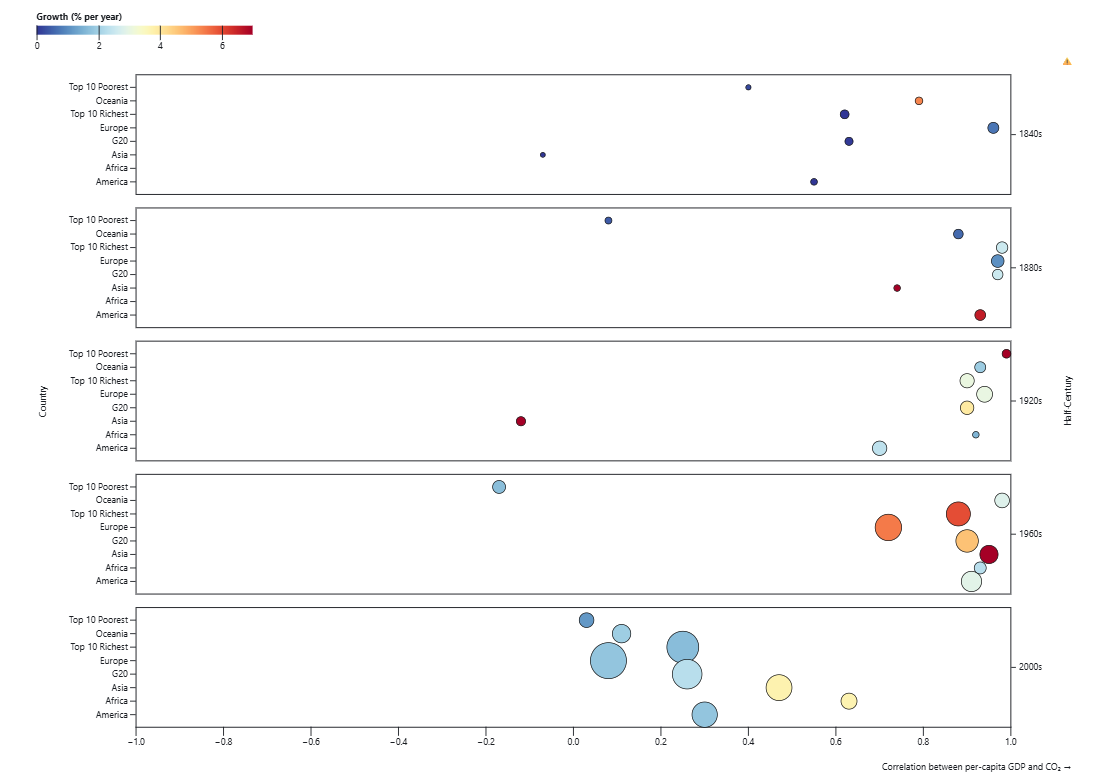 Growth (% per year)
0 2 4 6
Top 10 Poorest
Oceania
Top 10 Richest
Europe
G20
Asia
Africa
America
1840s
Top 10 Poorest
Oceania
Top 10 Richest
Europe
G20
Asia
Africa
America
1880s
Top 10 Poorest
Oceania
Top 10 Richest
Europe
G20
Asia
Africa
America
1920s
Country
Half Century
Top 10 Poorest
Oceania
Top 10 Richest
Europe
G20
Asia
Africa
America
1960s
Top 10 Poorest
Oceania
Top 10 Richest
Europe
G20
Asia
Africa
America
2000s
−1.0 −0.8 −0.6 −0.4 −0.2 0.0 0.2 0.4 0.6 0.8 1.0
Correlation between per-capita GDP and CO₂ →